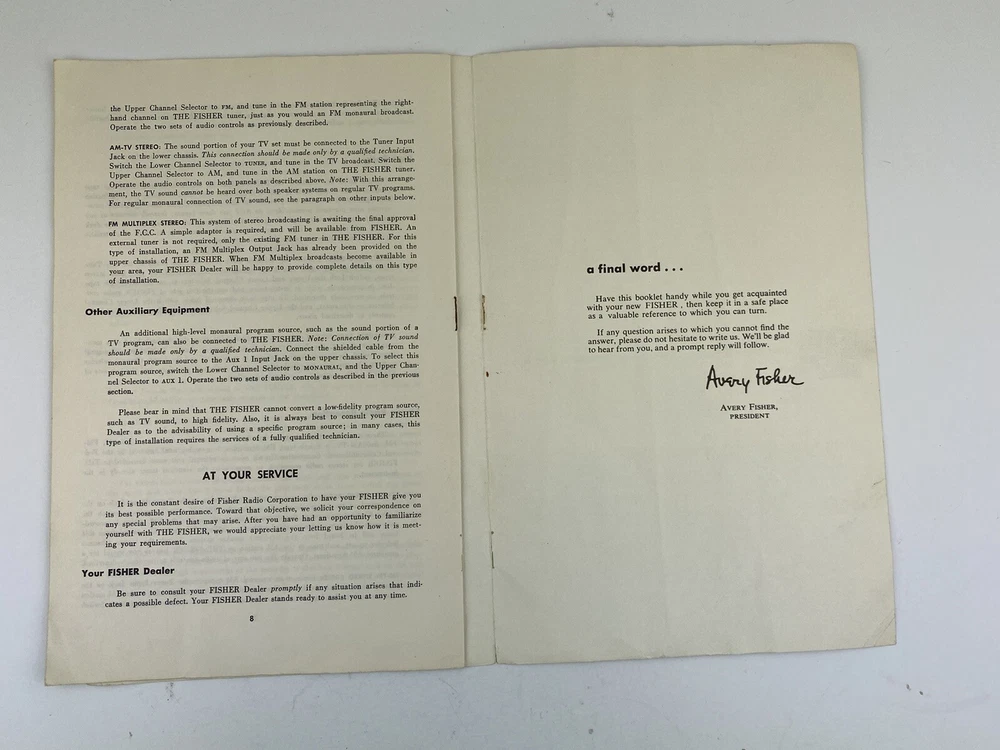 the Upper Channel Selector to FM, and tune in the FM station representing the right-
hand channel on THE FISHER tuner, just as you would an FM monaural broadcast.
Operate the two sets of audio controls as previously described.
AM-TV STEREO: The sound portion of your TV set must be connected to the Tuner Input
Jack on the lower chassis. This connection should be made only by a qualified technician.
Switch the Lower Channel Selector to TUNER, and tune in the TV broadcast. Switch the
Upper Channel Selector to AM, and tune in the AM station on THE FISHER tuner.
Operate the audio controls on both panels as described above. Note: With this arrange-
ment, the TV sound cannot be heard over both speaker systems on regular TV programs.
For regular monaural connection of TV sound, see the paragraph on other inputs below.
FM MULTIPLEX STEREO: This system of stereo broadcasting is awaiting the final approval
of the F.C.C. A simple adaptor is required, and will be available from FISHER. An
external tuner is not required, only the existing FM tuner in THE FISHER. For this
type of installation, an FM Multiplex Output Jack has already been provided on the
upper chassis of THE FISHER. When FM Multiplex broadcasts become available in
your area, your FISHER Dealer will be happy to provide complete details on this type
of installation.
Other Auxiliary Equipment
An additional high-level monaural program source, such as the sound portion of a
TV program, can also be connected to THE FISHER. Note: Connection of TV sound
should be made only by a qualified technician. Connect the shielded cable from the
monaural program source to the Aux 1 Input Jack on the upper chassis. To select this
program source, switch the Lower Channel Selector to MONAURAL, and the Upper Chan-
nel Selector to AUX 1. Operate the two sets of audio controls as described in the previous
section.
Please bear in mind that THE FISHER cannot convert a low-fidelity program source,
such as TV sound, to high fidelity. Also, it is always best to consult your FISHER
Dealer as to the advisability of using a specific program source; in many cases, this
type of installation requires the services of a fully qualified technician.
AT YOUR SERVICE
It is the constant desire of Fisher Radio Corporation to have your FISHER give you
its best possible performance. Toward that objective, we solicit your correspondence on
any special problems that may arise. After you have had an opportunity to familiarize
yourself with THE FISHER, we would appreciate your letting us know how it is meet-
ing your requirements.
Your FISHER Dealer
Be sure to consult your FISHER Dealer promptly if any situation arises that indi-
cates a possible defect. Your FISHER Dealer stands ready to assist you at any time.
8
a final word . . .
Have this booklet handy while you get acquainted
with your new FISHER , then keep it in a safe place
as a valuable reference to which you can turn.
If any question arises to which you cannot find the
answer, please do not hesitate to write us. We'll be glad
to hear from you, and a prompt reply will follow.
Avery Fisher
AVERY FISHER,
PRESIDENT